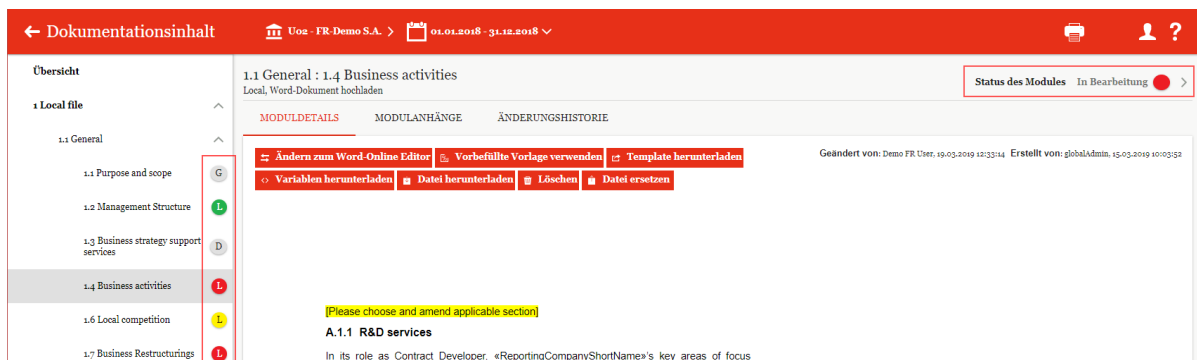 Dokumentationsinhalt
U02 - FR-Demo S.A.
01.01.2018 - 31.12.2018
?
Übersicht
1 Local file
1.1 General
1.1 Purpose and scope G
1.2 Management Structure L
1.3 Business strategy support
services
D
1.4 Business activities L
1.6 Local competition L
1.7 Business Restructurings L
1.1 General : 1.4 Business activities
Local, Word-Dokument hochladen
Status des Modules In Bearbeitung
MODULDETAILS MODULANHÄNGE ÄNDERUNGSHISTORIE
Ändern zum Word-Online Editor Vorbefüllte Vorlage verwenden Template herunterladen
Variablen herunterladen Datei herunterladen Löschen Datei ersetzen
Geändert von: Demo FR User, 19.03.2019 12:33:14 Erstellt von: globalAdmin, 15.03.2019 10:03:52
[Please choose and amend applicable section]
A.1.1 R&D services
In its role as Contract Developer, «ReportingCompanyShortName»'s key areas of focus